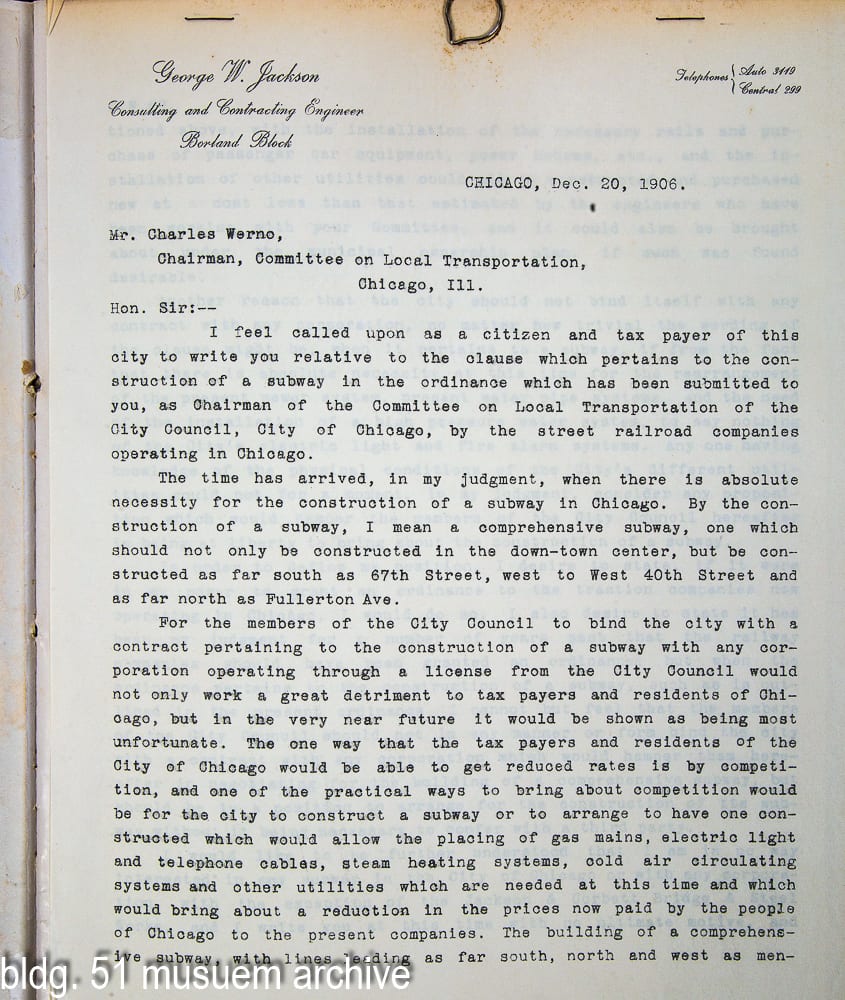 George W. Jackson
Consulting and Contracting Engineer
Borland Block
Telephones { Auto 3119
Central 299
CHICAGO, Dec. 20, 1906.
Mr. Charles Werno,
Chairman, Committee on Local Transportation,
Chicago, Ill.
Hon. Sir:--
I feel called upon as a citizen and tax payer of this
city to write you relative to the clause which pertains to the con-
struction of a subway in the ordinance which has been submitted to
you, as Chairman of the Committee on Local Transportation of the
City Council, City of Chicago, by the street railroad companies
operating in Chicago.
The time has arrived, in my judgment, when there is absolute
necessity for the construction of a subway in Chicago. By the con-
struction of a subway, I mean a comprehensive subway, one which
should not only be constructed in the down-town center, but be con-
structed as far south as 67th Street, west to West 40th Street and
as far north as Fullerton Ave.
For the members of the City Council to bind the city with a
contract pertaining to the construction of a subway with any cor-
poration operating through a license from the City Council would
not only work a great detriment to tax payers and residents of Chi-
cago, but in the very near future it would be shown as being most
unfortunate. The one way that the tax payers and residents of the
City of Chicago would be able to get reduced rates is by competi-
tion, and one of the practical ways to bring about competition would
be for the city to construct a subway or to arrange to have one con-
structed which would allow the placing of gas mains, electric light
and telephone cables, steam heating systems, cold air circulating
systems and other utilities which are needed at this time and which
would bring about a reduction in the prices now paid by the people
of Chicago to the present companies. The building of a comprehens-
ive subway, with lines leading as far south, north and west as men-
bldg. 51 musuem archive